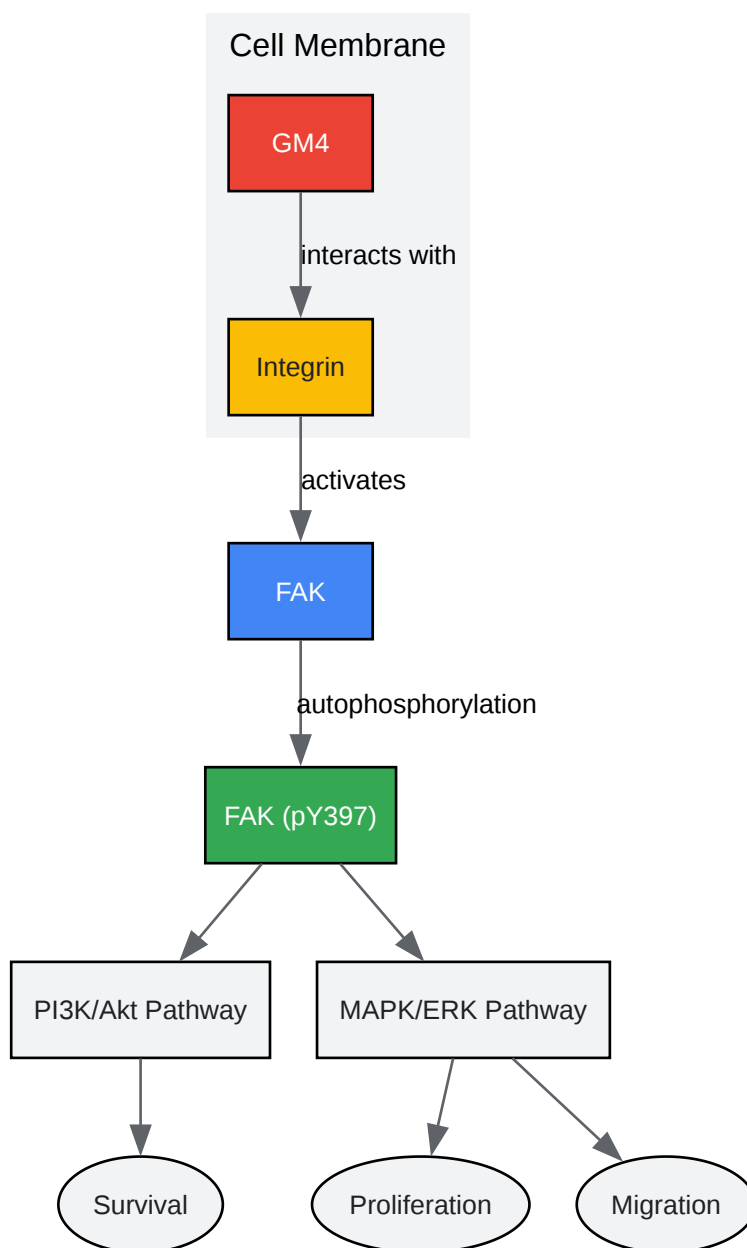 Cell Membrane
GM4
interacts with
Integrin
activates
FAK
autophosphorylation
FAK (pY397)
PI3K/Akt Pathway
MAPK/ERK Pathway
Survival
Proliferation
Migration